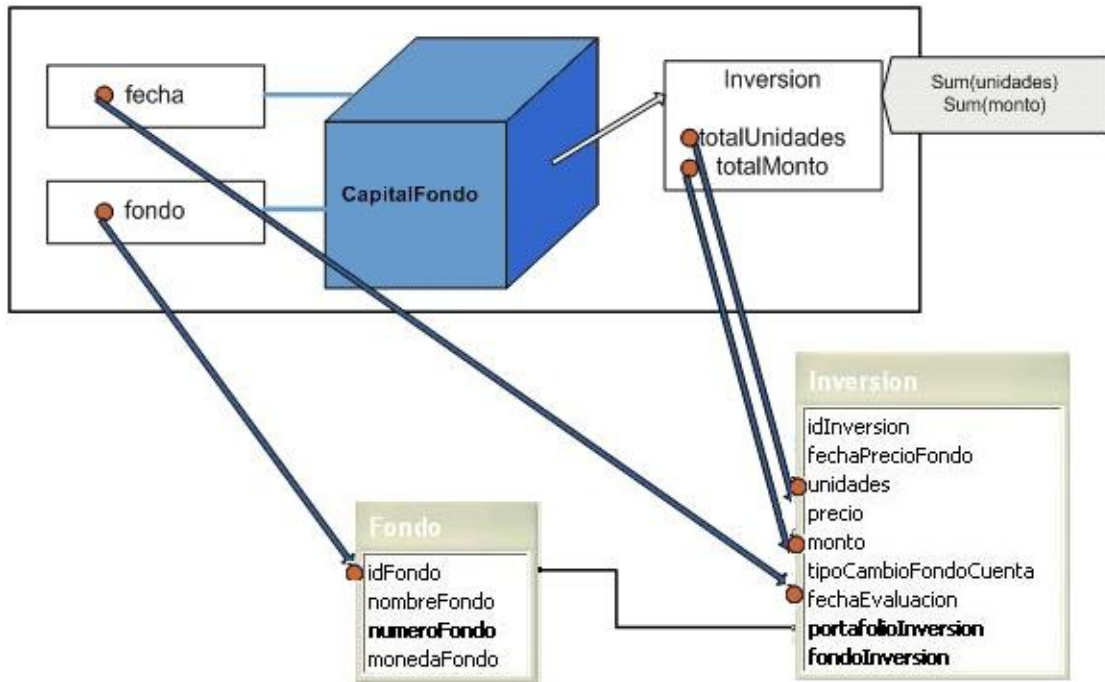 fecha
fondo
CapitalFondo
Inversion
totalUnidades
totalMonto
Sum(unidades)
Sum(monto)
Fondo
idFondo
nombreFondo
numeroFondo
monedaFondo
Inversion
idInversion
fechaPrecioFondo
unidades
precio
monto
tipoCambioFondoCuenta
fechaEvaluacion
portafolioInversion
fondoInversion